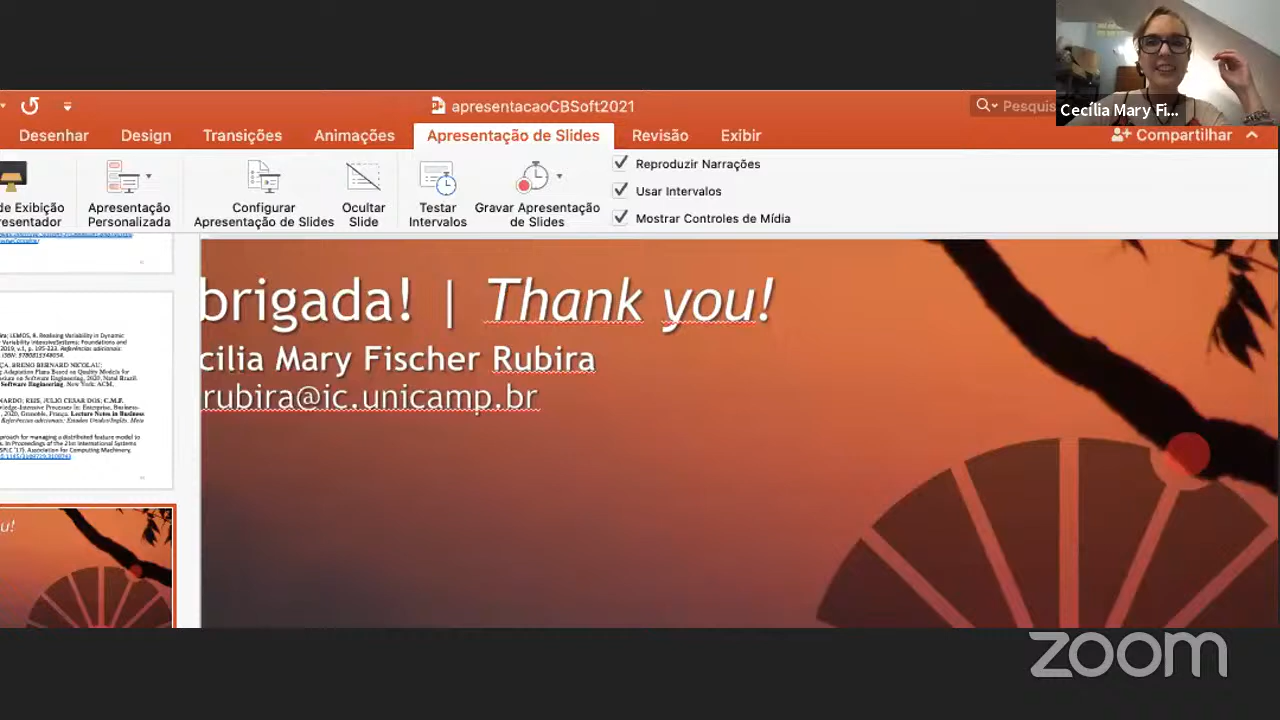 apresentacaoCBSoft2021
Pesquis
Cecília Mary Fi...
Desenhar Design Transições Animações Apresentação de Slides Revisão Exibir Compartilhar
de Exibição
esentador
Apresentação
Personalizada
Configurar
Apresentação de Slides
Ocultar
Slide
Testar
Intervalos
Gravar Apresentação
de Slides
Reproduzir Narrações
Usar Intervalos
Mostrar Controles de Mídia
brigada! | Thank you!
cilia Mary Fischer Rubira
rubira@ic.unicamp.br
u!
zoom